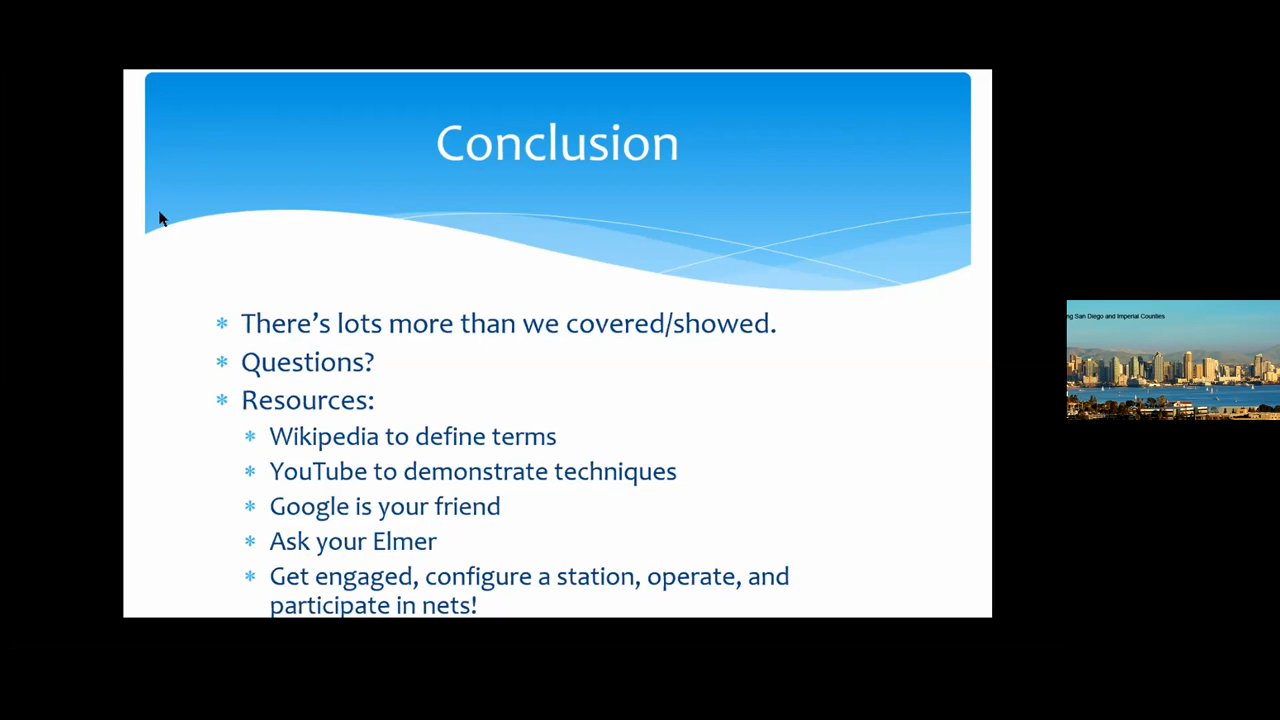 Conclusion
There's lots more than we covered/showed.
Questions?
Resources:
Wikipedia to define terms
YouTube to demonstrate techniques
Google is your friend
Ask your Elmer
Get engaged, configure a station, operate, and
participate in nets!
San Diego and Imperial Counties